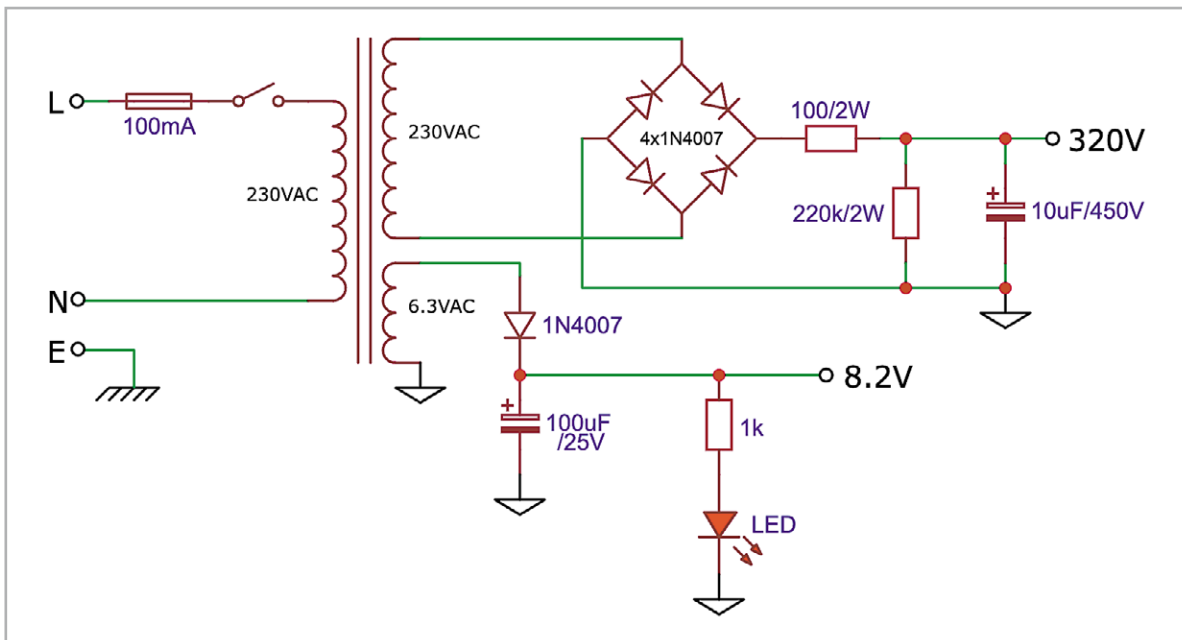 L
100mA
230VAC
N
E
230VAC
6.3VAC
4x1N4007
100/2W
320V
220k/2W
+
10uF/450V
1N4007
8.2V
+
100uF
/25V
1k
LED